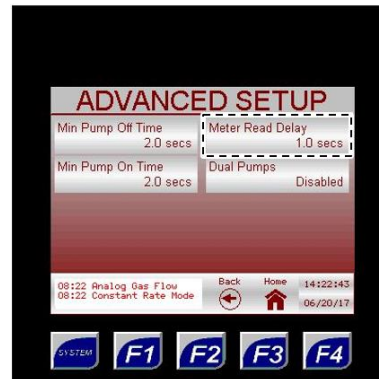 ADVANCED SETUP
Min Pump Off Time
2.0 secs
Meter Read Delay
1.0 secs
Min Pump On Time
2.0 secs
Dual Pumps
Disabled
08:22 Analog Gas Flow
08:22 Constant Rate Mode
Back
Home
14:22:43
06/20/17
SYSTEM
F1
F2
F3
F4